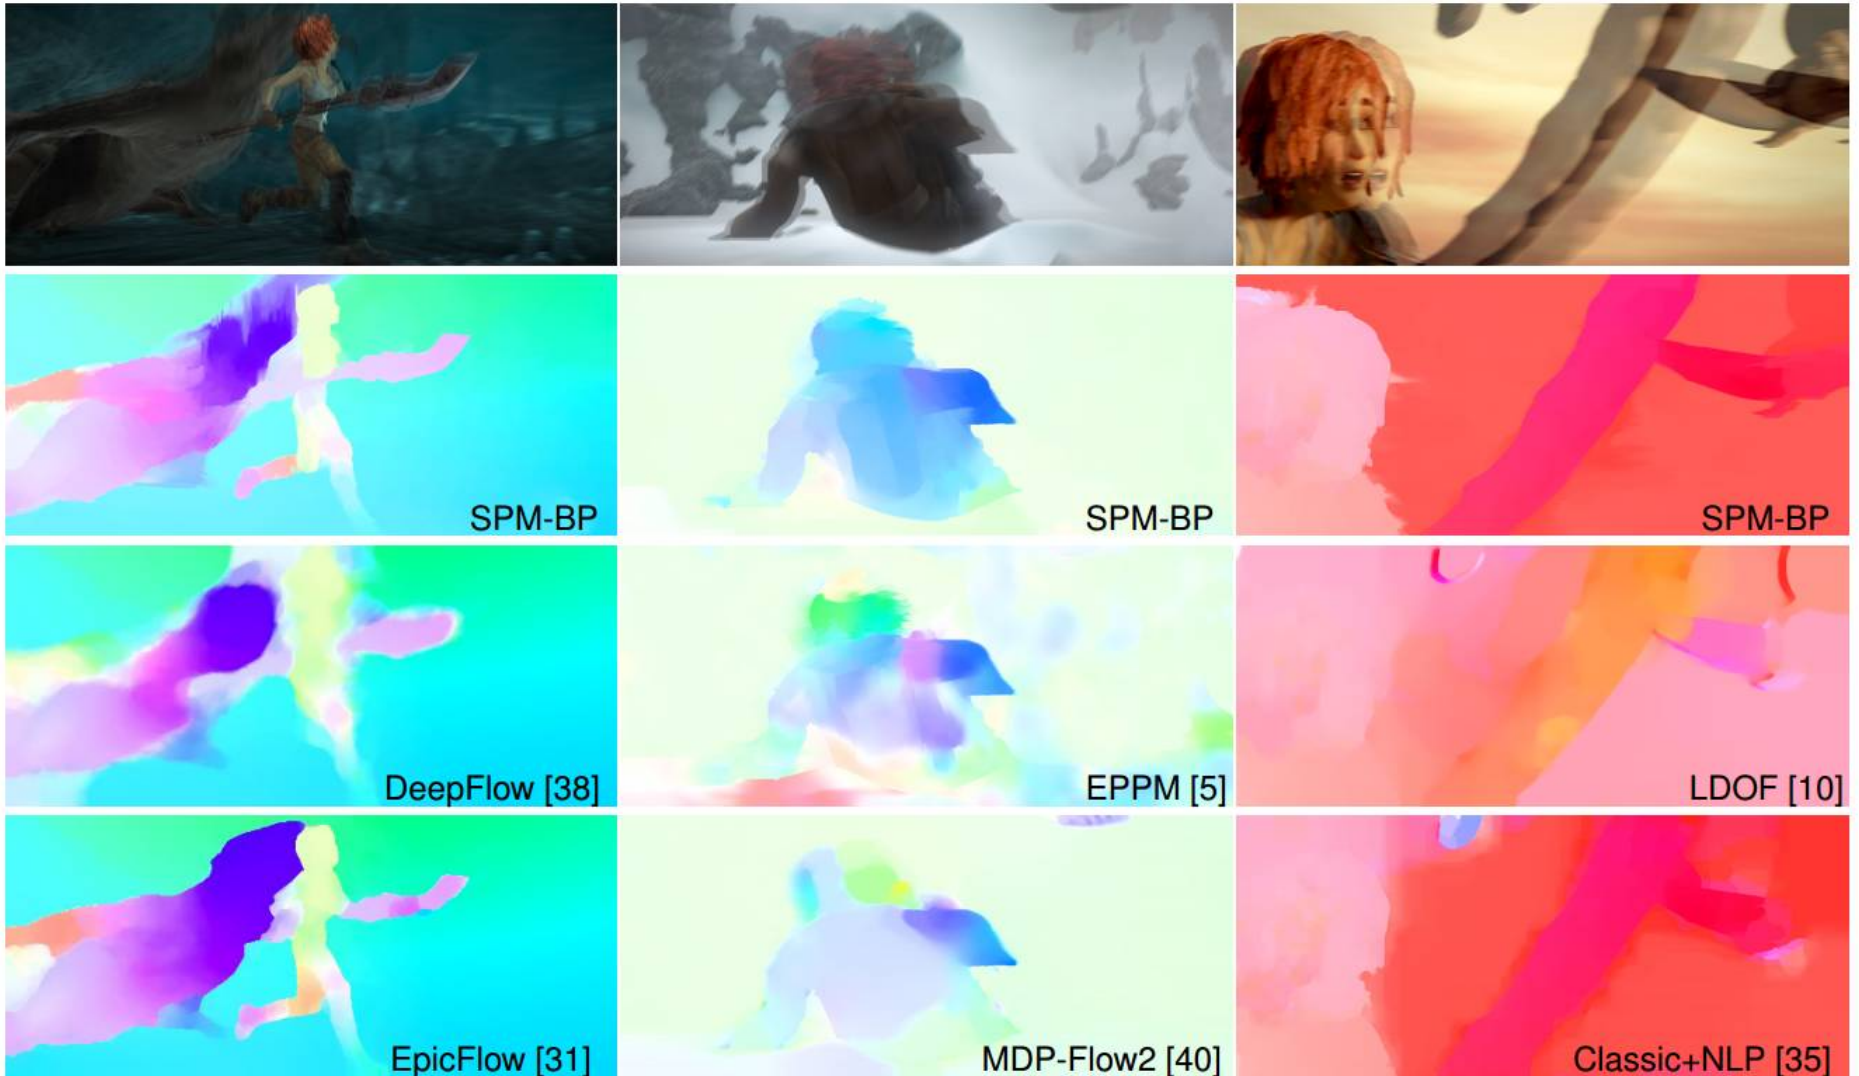 SPM-BP
SPM-BP
SPM-BP
DeepFlow [38]
EPPM [5]
LDOF [10]
EpicFlow [31]
MDP-Flow2 [40]
Classic+NLP [35]